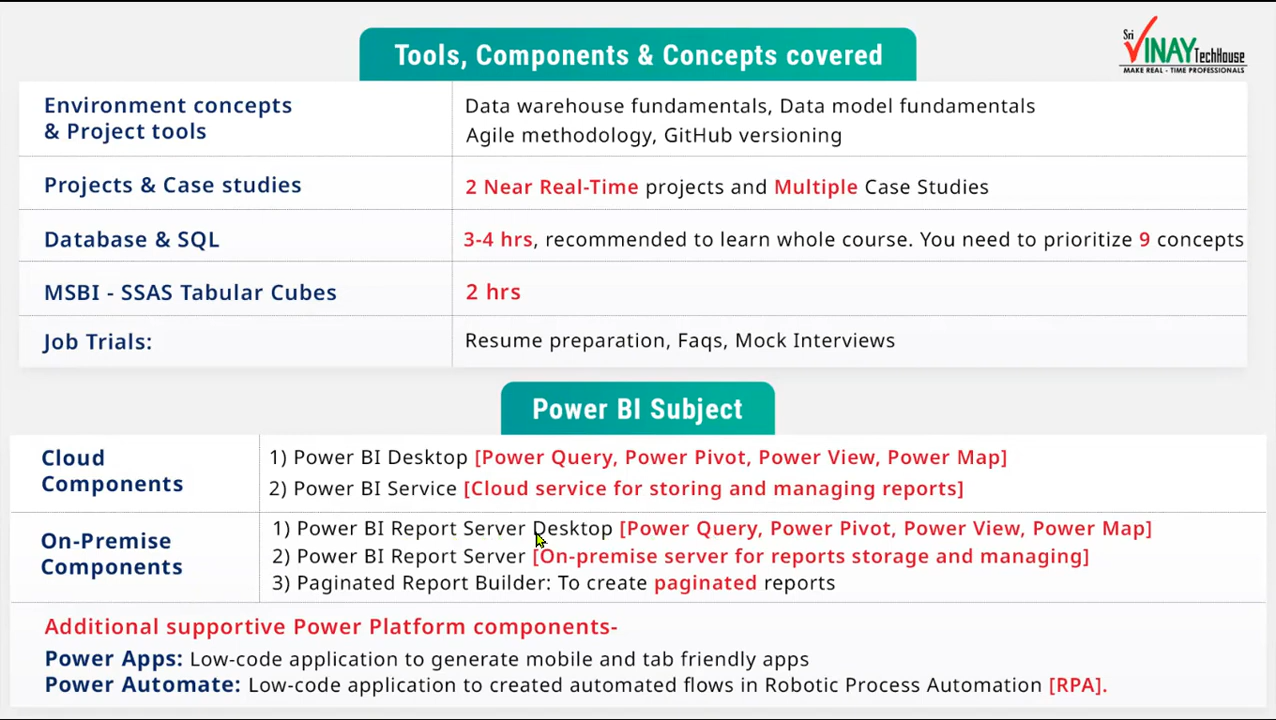 Tools, Components & Concepts covered
Sri
VINAY TechHouse
MAKE REAL - TIME PROFESSIONALS
Environment concepts
& Project tools
Data warehouse fundamentals, Data model fundamentals
Agile methodology, GitHub versioning
Projects & Case studies
2 Near Real-Time projects and Multiple Case Studies
Database & SQL
3-4 hrs, recommended to learn whole course. You need to prioritize 9 concepts
MSBI - SSAS Tabular Cubes
2 hrs
Job Trials:
Resume preparation, Faqs, Mock Interviews
Power BI Subject
Cloud
Components
1) Power BI Desktop [Power Query, Power Pivot, Power View, Power Map]
2) Power BI Service [Cloud service for storing and managing reports]
On-Premise
Components
1) Power BI Report Server Desktop [Power Query, Power Pivot, Power View, Power Map]
2) Power BI Report Server [On-premise server for reports storage and managing]
3) Paginated Report Builder: To create paginated reports
Additional supportive Power Platform components-
Power Apps: Low-code application to generate mobile and tab friendly apps
Power Automate: Low-code application to created automated flows in Robotic Process Automation [RPA].